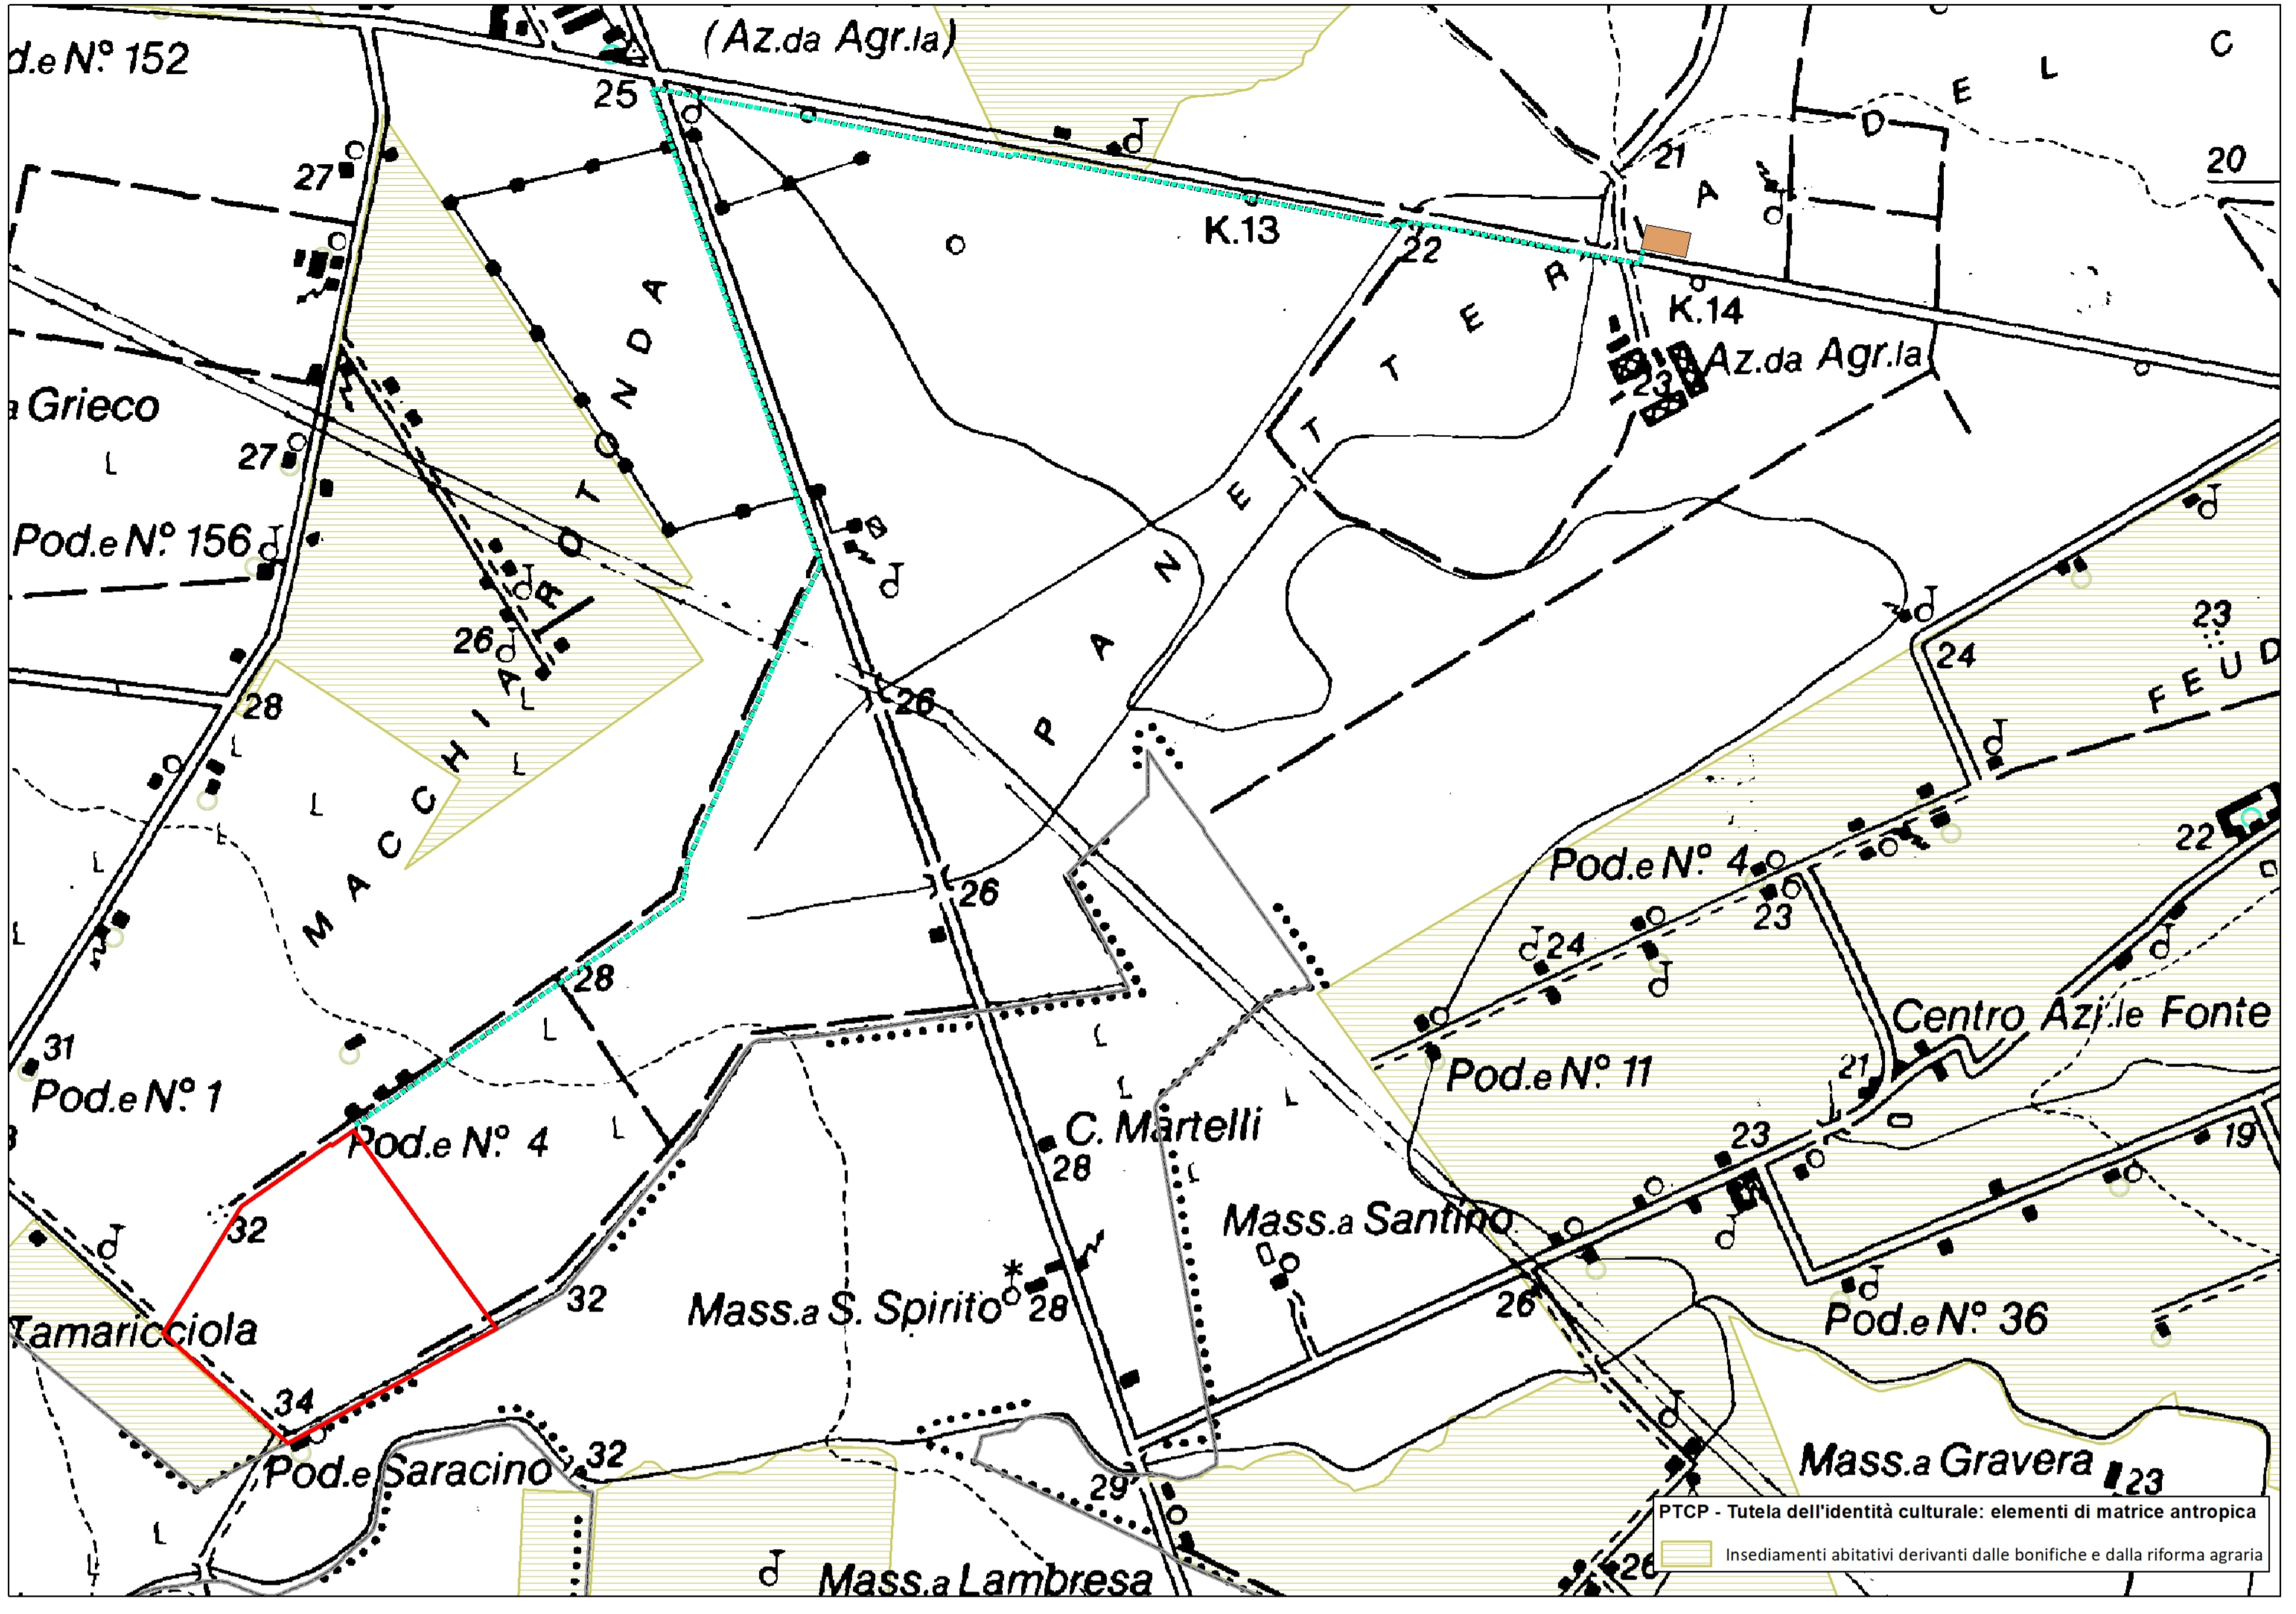 (Az.da Agr.la)
C
d.e N.º 152
L
E
25
D
21
20
27
A
K.13
22
R
K.14
E
Az.da Agr.la
23
T
a Grieco
T
27
E
Pod.e N.º 156
N
23
26
A
24
FEUD
28
26
P
MACCHIA ROTONDA
22
Pod.e N.º 4
26
23
24
28
Centro Az.le Fonte
31
Pod.e N.º 11
21
Pod.e N.º 1
C. Martelli
23
19
Pod.e N.º 4
28
32
Mass.a Santino
32
26
Mass.a S. Spirito
28
Pod.e N.º 36
Tamaricciola
34
32
Pod.e Saracino
Mass.a Gravera
23
29
PTCP - Tutela dell'identità culturale: elementi di matrice antropica
Insediamenti abitativi derivanti dalle bonifiche e dalla riforma agraria
26
Mass.a Lambresa